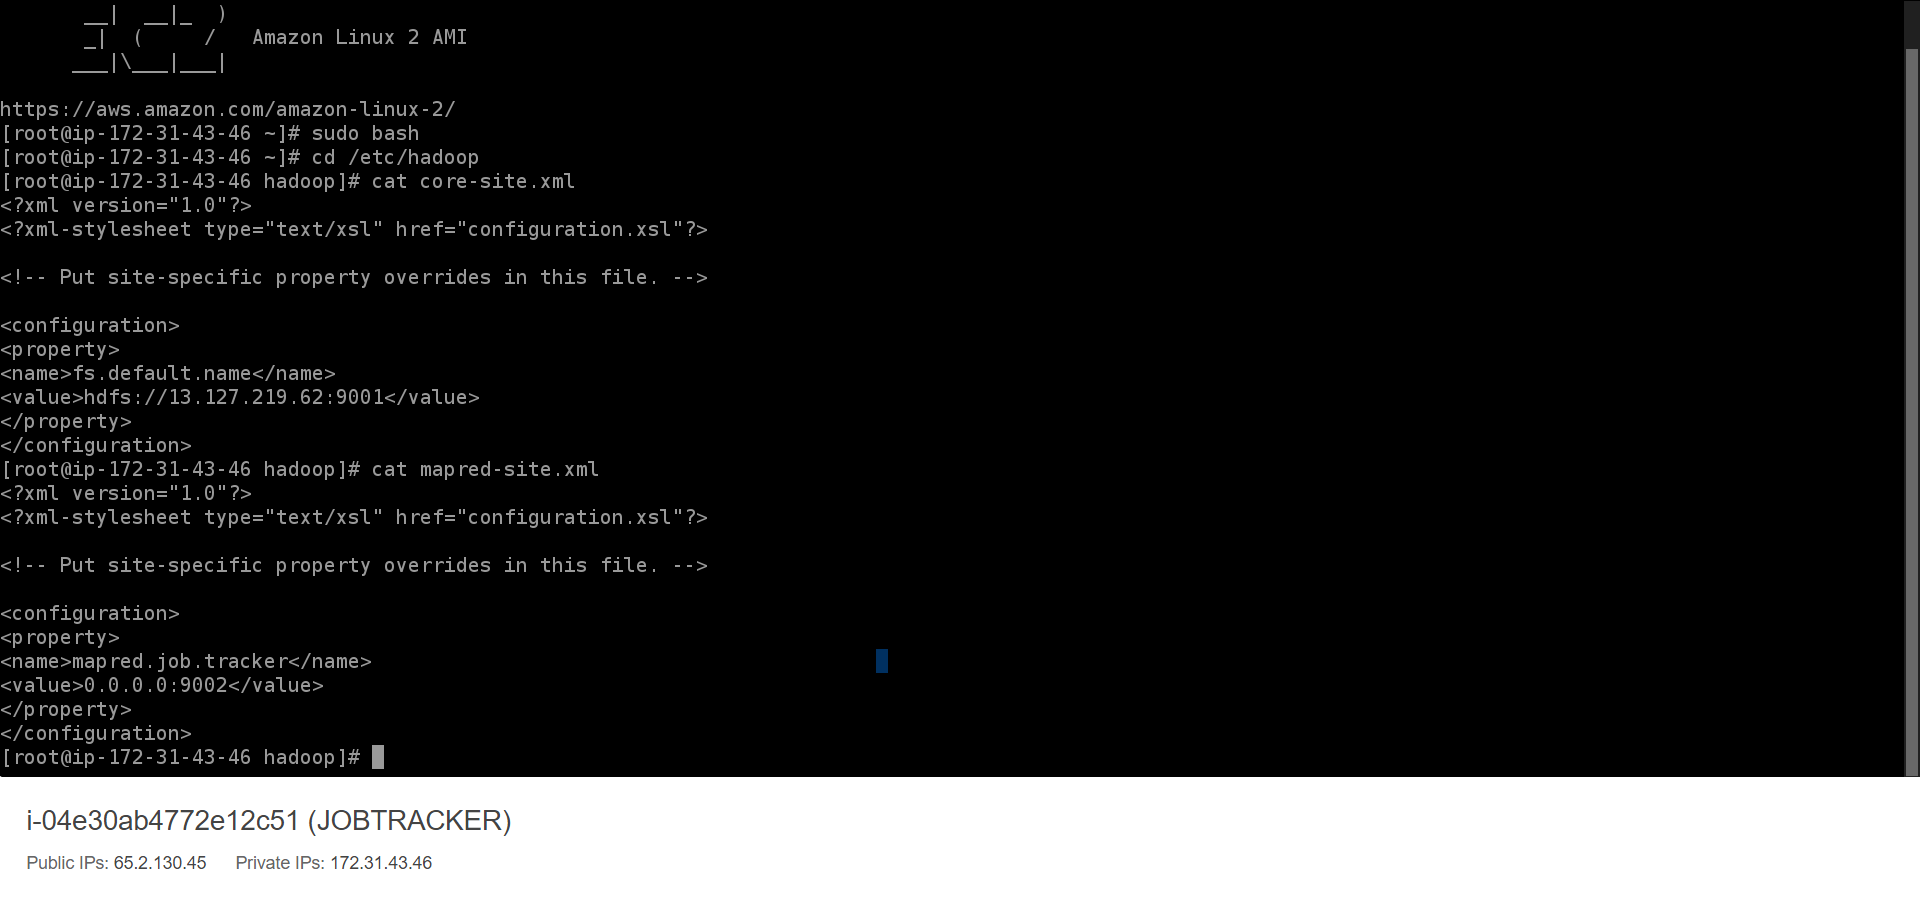 __|  __|_  )
_|  (     /   Amazon Linux 2 AMI
___|\___|___|
https://aws.amazon.com/amazon-linux-2/
[root@ip-172-31-43-46 ~]# sudo bash
[root@ip-172-31-43-46 ~]# cd /etc/hadoop
[root@ip-172-31-43-46 hadoop]# cat core-site.xml
<?xml version="1.0"?>
<?xml-stylesheet type="text/xsl" href="configuration.xsl"?>
<!-- Put site-specific property overrides in this file. -->
<configuration>
<property>
<name>fs.default.name</name>
<value>hdfs://13.127.219.62:9001</value>
</property>
</configuration>
[root@ip-172-31-43-46 hadoop]# cat mapred-site.xml
<?xml version="1.0"?>
<?xml-stylesheet type="text/xsl" href="configuration.xsl"?>
<!-- Put site-specific property overrides in this file. -->
<configuration>
<property>
<name>mapred.job.tracker</name>
<value>0.0.0.0:9002</value>
</property>
</configuration>
[root@ip-172-31-43-46 hadoop]#
i-04e30ab4772e12c51 (JOBTRACKER)
Public IPs: 65.2.130.45 Private IPs: 172.31.43.46